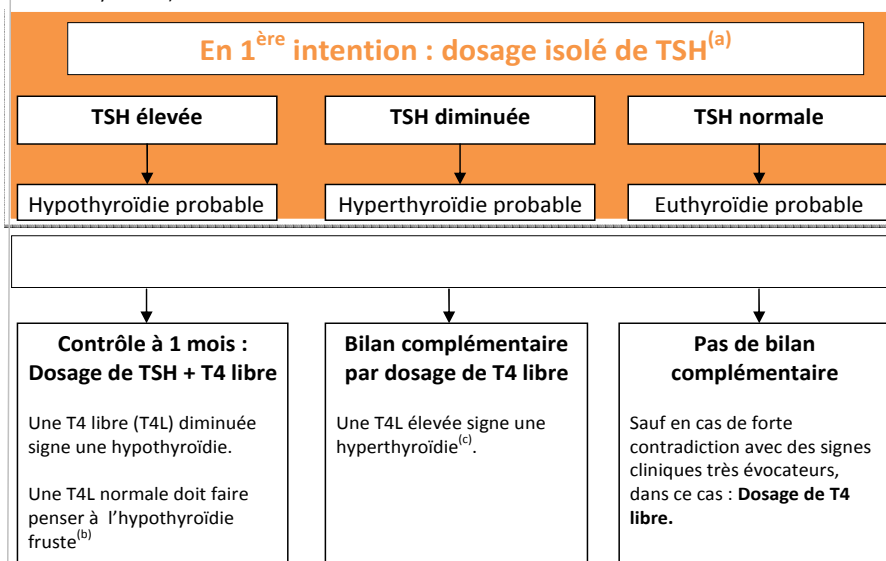 En 1ère intention : dosage isolé de TSH(a)
TSH élevée
TSH diminuée
TSH normale
Hypothyroïdie probable
Hyperthyroïdie probable
Euthyroïdie probable
Contrôle à 1 mois :
Dosage de TSH + T4 libre
Une T4 libre (T4L) diminuée
signe une hypothyroïdie.
Une T4L normale doit faire
penser à l'hypothyroïdie
fruste(b)
Bilan complémentaire
par dosage de T4 libre
Une T4L élevée signe une
hyperthyroïdie(c).
Pas de bilan
complémentaire
Sauf en cas de forte
contradiction avec des signes
cliniques très évocateurs,
dans ce cas : Dosage de T4
libre.